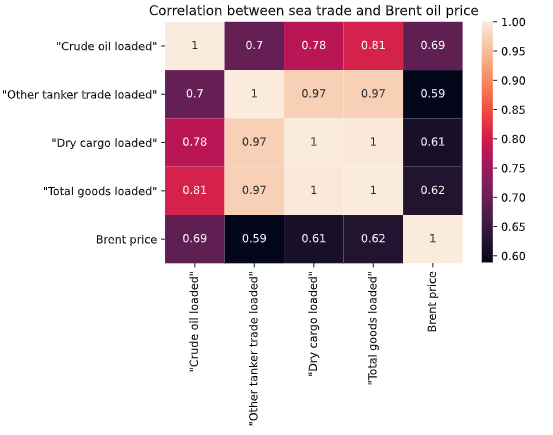 Correlation between sea trade and Brent oil price
"Crude oil loaded" 1 0.7 0.78 0.81 0.69
"Other tanker trade loaded" 0.7 1 0.97 0.97 0.59
"Dry cargo loaded" 0.78 0.97 1 1 0.61
"Total goods loaded" 0.81 0.97 1 1 0.62
Brent price 0.69 0.59 0.61 0.62 1
"Crude oil loaded"
"Other tanker trade loaded"
"Dry cargo loaded"
"Total goods loaded"
Brent price
1.00
0.95
0.90
0.85
0.80
0.75
0.70
0.65
0.60